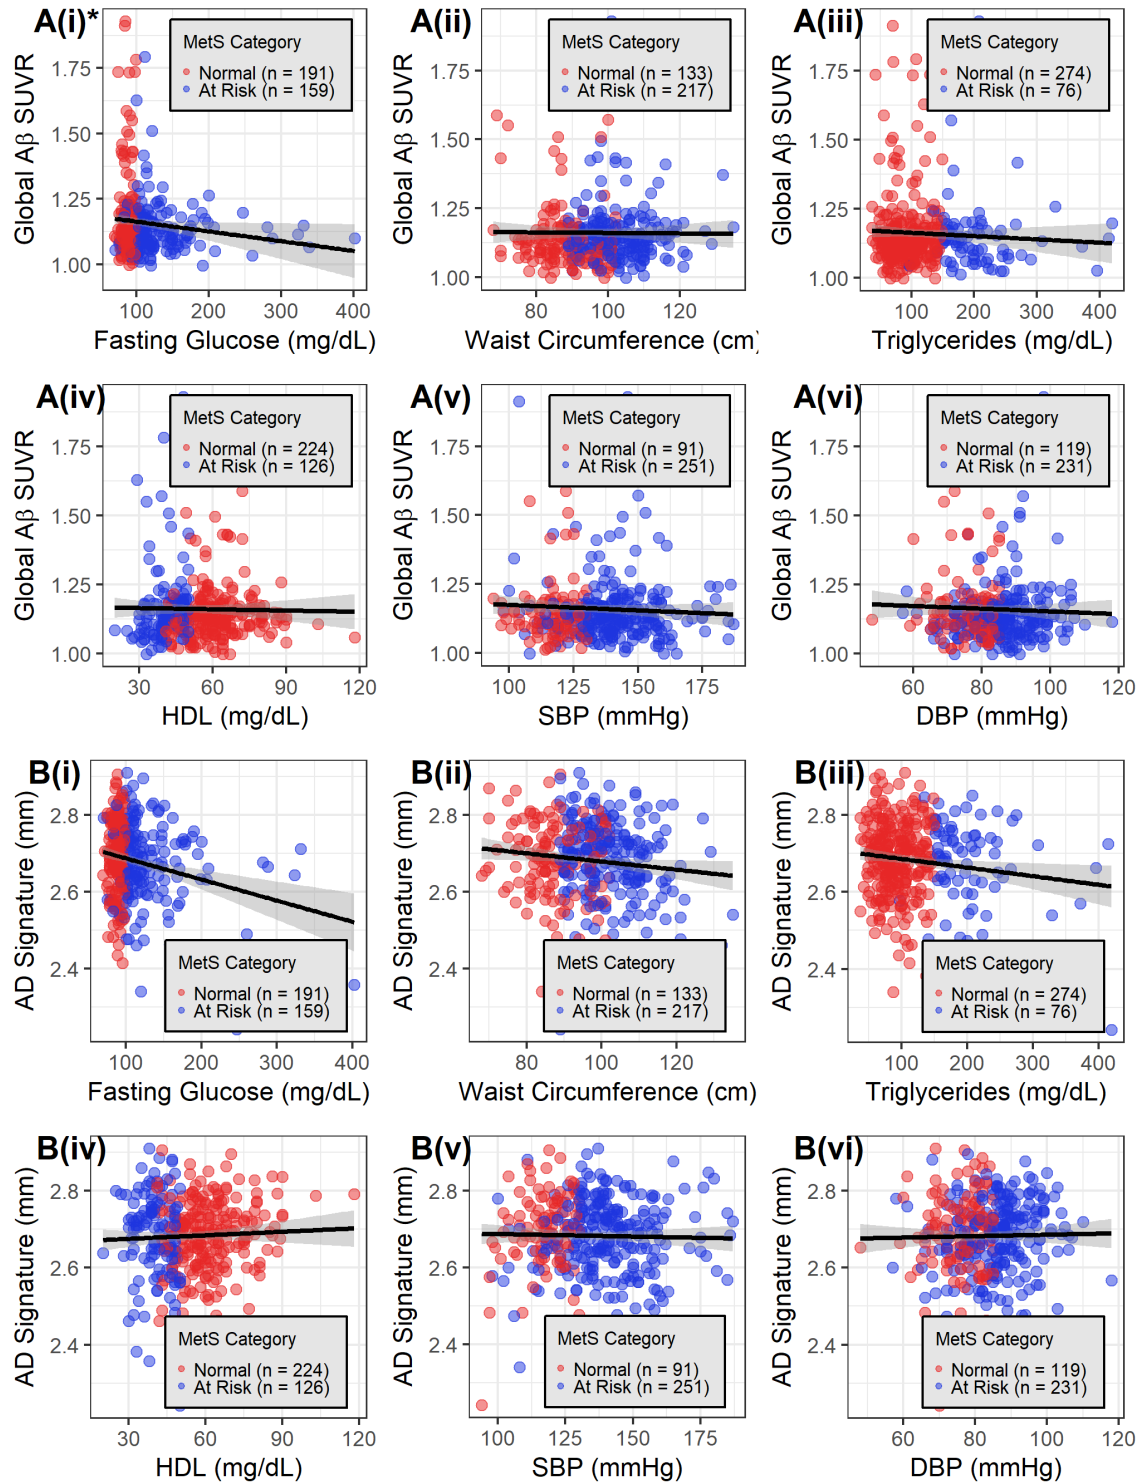 A(i)*
Global Aβ SUVR
1.75
1.50
1.25
1.00
MetS Category
Normal (n = 191)
At Risk (n = 159)
100
200
300
400
Fasting Glucose (mg/dL)
A(ii)
Global Aβ SUVR
1.75
1.50
1.25
1.00
MetS Category
Normal (n = 133)
At Risk (n = 217)
80
100
120
Waist Circumference (cm)
A(iii)
Global Aβ SUVR
1.75
1.50
1.25
1.00
MetS Category
Normal (n = 274)
At Risk (n = 76)
100
200
300
400
Triglycerides (mg/dL)
A(iv)
Global Aβ SUVR
1.75
1.50
1.25
1.00
MetS Category
Normal (n = 224)
At Risk (n = 126)
30
60
90
120
HDL (mg/dL)
A(v)
Global Aβ SUVR
1.75
1.50
1.25
1.00
MetS Category
Normal (n = 91)
At Risk (n = 251)
100
125
150
175
SBP (mmHg)
A(vi)
Global Aβ SUVR
1.75
1.50
1.25
1.00
MetS Category
Normal (n = 119)
At Risk (n = 231)
60
80
100
120
DBP (mmHg)
B(i)
AD Signature (mm)
2.8
2.6
2.4
MetS Category
Normal (n = 191)
At Risk (n = 159)
100
200
300
400
Fasting Glucose (mg/dL)
B(ii)
AD Signature (mm)
2.8
2.6
2.4
MetS Category
Normal (n = 133)
At Risk (n = 217)
80
100
120
Waist Circumference (cm)
B(iii)
AD Signature (mm)
2.8
2.6
2.4
MetS Category
Normal (n = 274)
At Risk (n = 76)
100
200
300
400
Triglycerides (mg/dL)
B(iv)
AD Signature (mm)
2.8
2.6
2.4
MetS Category
Normal (n = 224)
At Risk (n = 126)
30
60
90
120
HDL (mg/dL)
B(v)
AD Signature (mm)
2.8
2.6
2.4
MetS Category
Normal (n = 91)
At Risk (n = 251)
100
125
150
175
SBP (mmHg)
B(vi)
AD Signature (mm)
2.8
2.6
2.4
MetS Category
Normal (n = 119)
At Risk (n = 231)
60
80
100
120
DBP (mmHg)